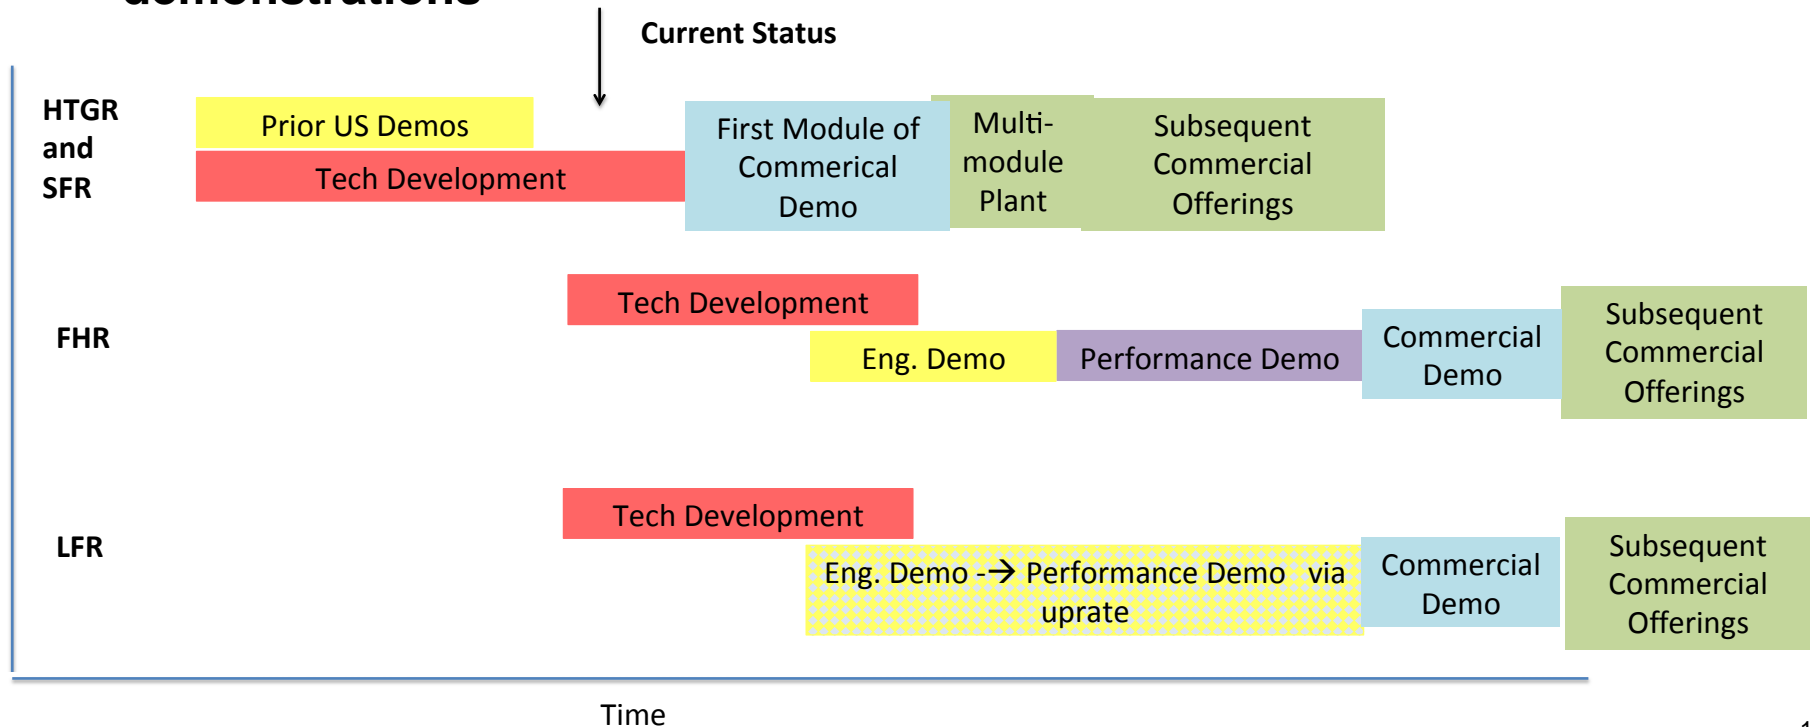 demonstrations
Current Status
HTGR
and
SFR
Prior US Demos
Tech Development
First Module of
Commerical
Demo
Multi-
module
Plant
Subsequent
Commercial
Offerings
FHR
Tech Development
Eng. Demo
Performance Demo
Commercial
Demo
Subsequent
Commercial
Offerings
LFR
Tech Development
Eng. Demo -→ Performance Demo via
uprate
Commercial
Demo
Subsequent
Commercial
Offerings
Time
1